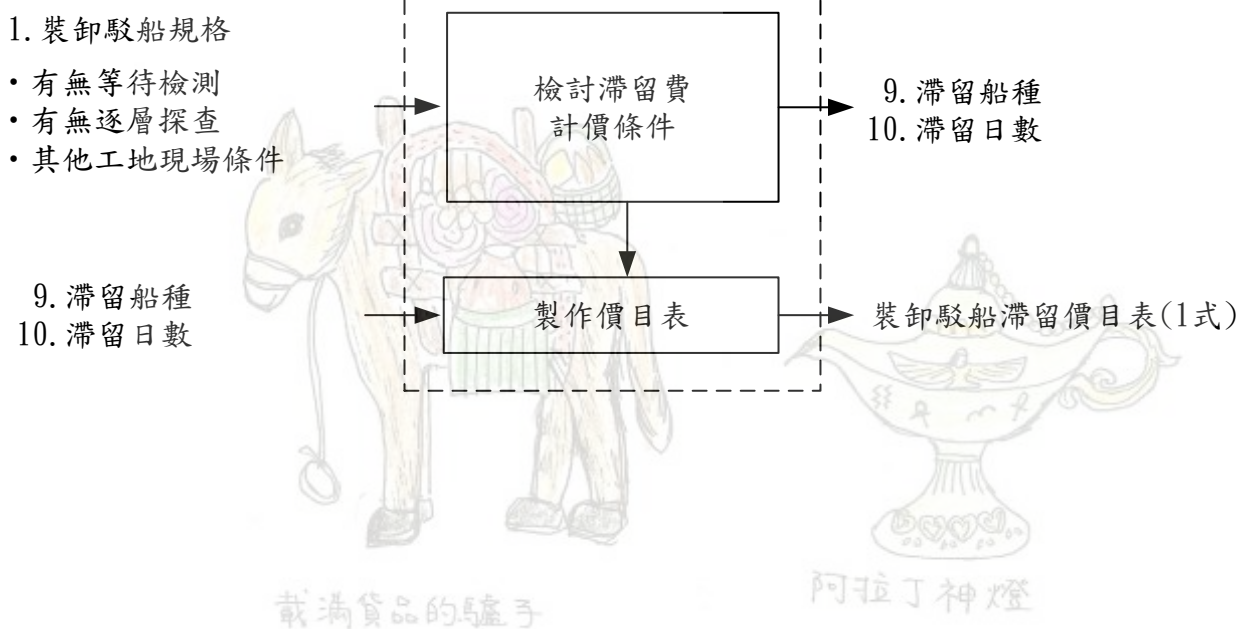 1.裝卸駁船規格
・有無等待檢測
・有無逐層探查
・其他工地現場條件
檢討滯留費
計價條件
9.滯留船種
10.滯留日數
9.滯留船種
10.滯留日數
製作價目表
裝卸駁船滯留價目表(1式)
載滿貨品的驢子
阿拉丁神燈